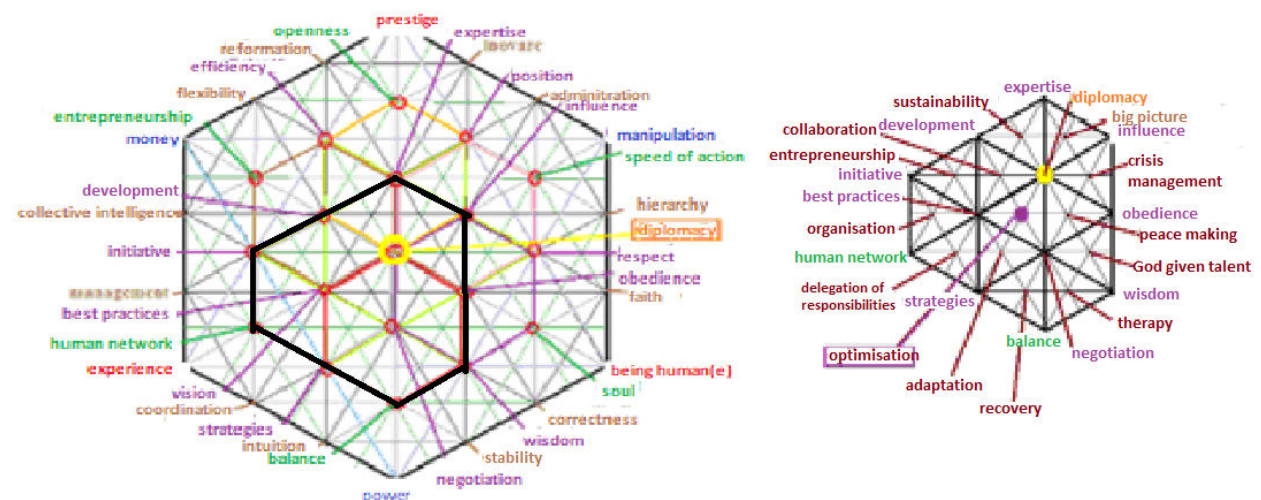 prestige
openness
expertise
reformation
efficiency
position
flexibility
adminitration
influence
entrepreneurship
money
manipulation
speed of action
development
collective intelligence
hierarchy
diplomacy
initiative
respect
obedience
management
faith
best practices
human network
experience
being human(e)
soul
vision
coordination
correctness
strategies
wisdom
intuition
stability
balance
negotiation
power
expertise
diplomacy
sustainability
big picture
collaboration
development
influence
entrepreneurship
crisis
management
initiative
best practices
obedience
organisation
peace making
human network
God given talent
delegation of
responsibilities
strategies
wisdom
therapy
balance
negotiation
optimisation
adaptation
recovery